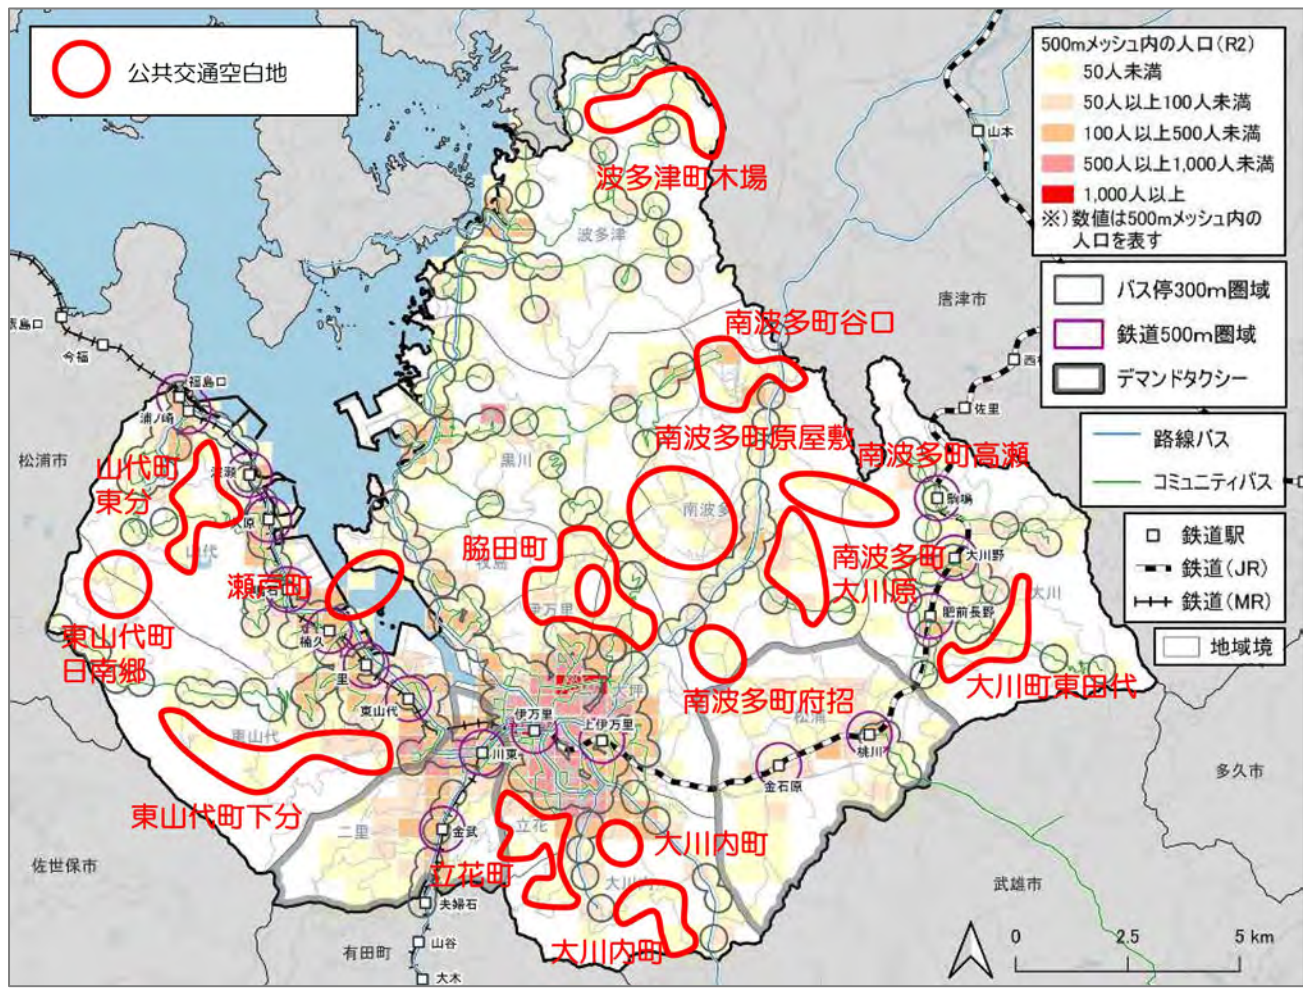 公共交通空白地
500mメッシュ内の人口(R2)
50人未満
50人以上100人未満
100人以上500人未満
500人以上1,000人未満
1,000人以上
※)数値は500mメッシュ内の
人口を表す
バス停300m圏域
鉄道500m圏域
デマンドタクシー
路線バス
コミュニティバス
鉄道駅
鉄道(JR)
鉄道(MR)
地域境
山本
波多津町木場
波多津
唐津市
南波多町谷口
今福
福島口
浦ノ崎
佐里
松浦市
山代町
東分
黒川
南波多町原屋敷
南波多町高瀬
駒鳴
南波多
山代
脇田町
牧島
南波多町
大川原
大川野
大川
瀬戸町
伊万里
肥前長野
楠久
東山代町
日南郷
里
東山代
大坪
南波多町府招
大川町東田代
松浦
東山代
伊万里
上伊万里
川東
桃川
金石原
多久市
東山代町下分
二里
金武
立花
大川内町
立花町
佐世保市
武雄市
夫婦石
大川内町
有田町
山谷
大木
0
2.5
5 km